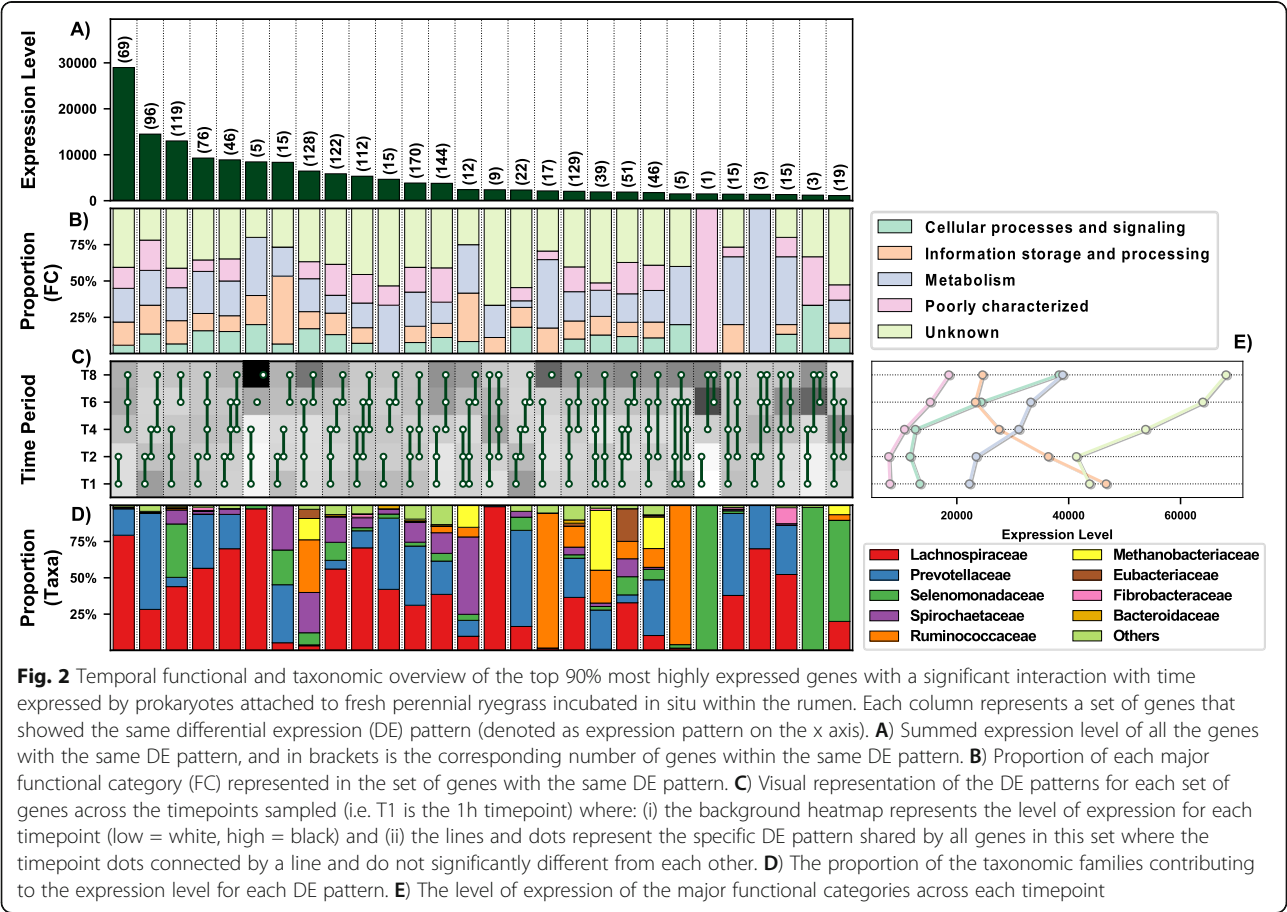 A)
Expression Level
30000
20000
10000
0
(69) (96) (119) (76) (46) (5) (15) (128) (122) (112) (15) (170) (144) (12) (9) (22) (17) (129) (39) (51) (46) (5) (1) (15) (3) (15) (3) (19)
B)
Proportion
(FC)
75%
50%
25%
Cellular processes and signaling
Information storage and processing
Metabolism
Poorly characterized
Unknown
C)
Time Period
T8
T6
T4
T2
T1
E)
20000 40000 60000
Expression Level
D)
Proportion
(Taxa)
75%
50%
25%
Lachnospiraceae
Prevotellaceae
Selenomonadaceae
Spirochaetaceae
Ruminococcaceae
Methanobacteriaceae
Eubacteriaceae
Fibrobacteraceae
Bacteroidaceae
Others
Fig. 2 Temporal functional and taxonomic overview of the top 90% most highly expressed genes with a significant interaction with time
expressed by prokaryotes attached to fresh perennial ryegrass incubated in situ within the rumen. Each column represents a set of genes that
showed the same differential expression (DE) pattern (denoted as expression pattern on the x axis). A) Summed expression level of all the genes
with the same DE pattern, and in brackets is the corresponding number of genes within the same DE pattern. B) Proportion of each major
functional category (FC) represented in the set of genes with the same DE pattern. C) Visual representation of the DE patterns for each set of
genes across the timepoints sampled (i.e. T1 is the 1h timepoint) where: (i) the background heatmap represents the level of expression for each
timepoint (low = white, high = black) and (ii) the lines and dots represent the specific DE pattern shared by all genes in this set where the
timepoint dots connected by a line and do not significantly different from each other. D) The proportion of the taxonomic families contributing
to the expression level for each DE pattern. E) The level of expression of the major functional categories across each timepoint